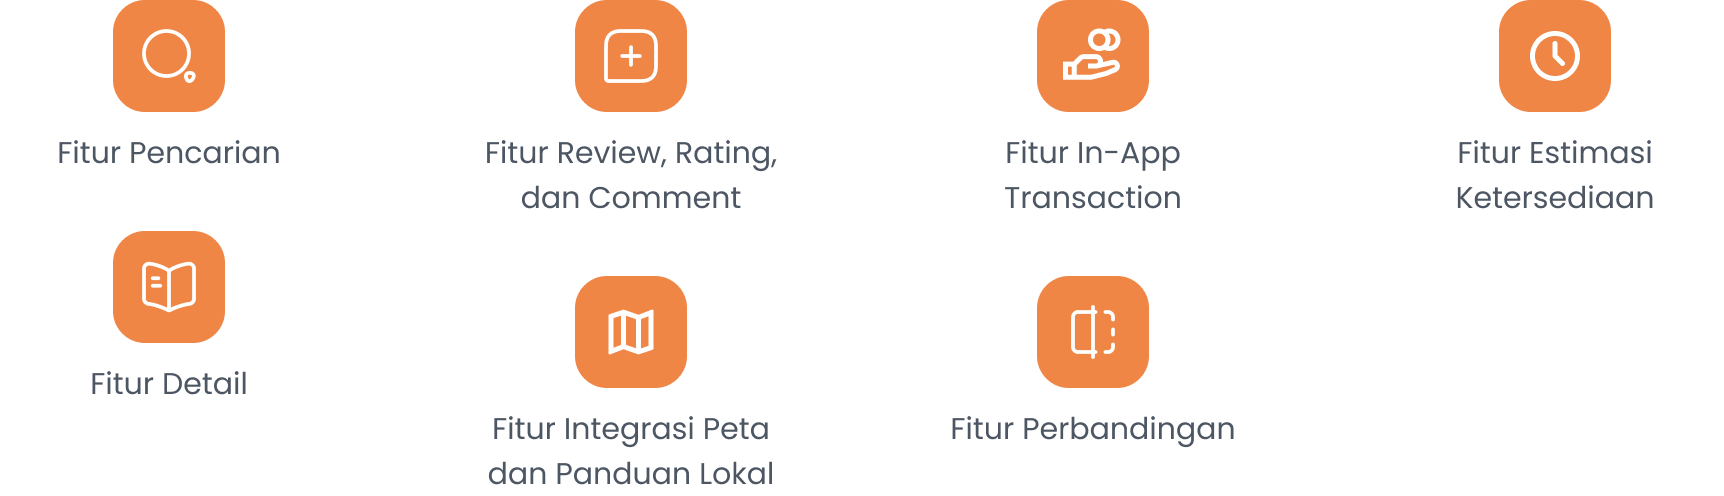 Fitur Pencarian
Fitur Review, Rating,
dan Comment
Fitur In-App
Transaction
Fitur Estimasi
Ketersediaan
Fitur Detail
Fitur Integrasi Peta
dan Panduan Lokal
Fitur Perbandingan